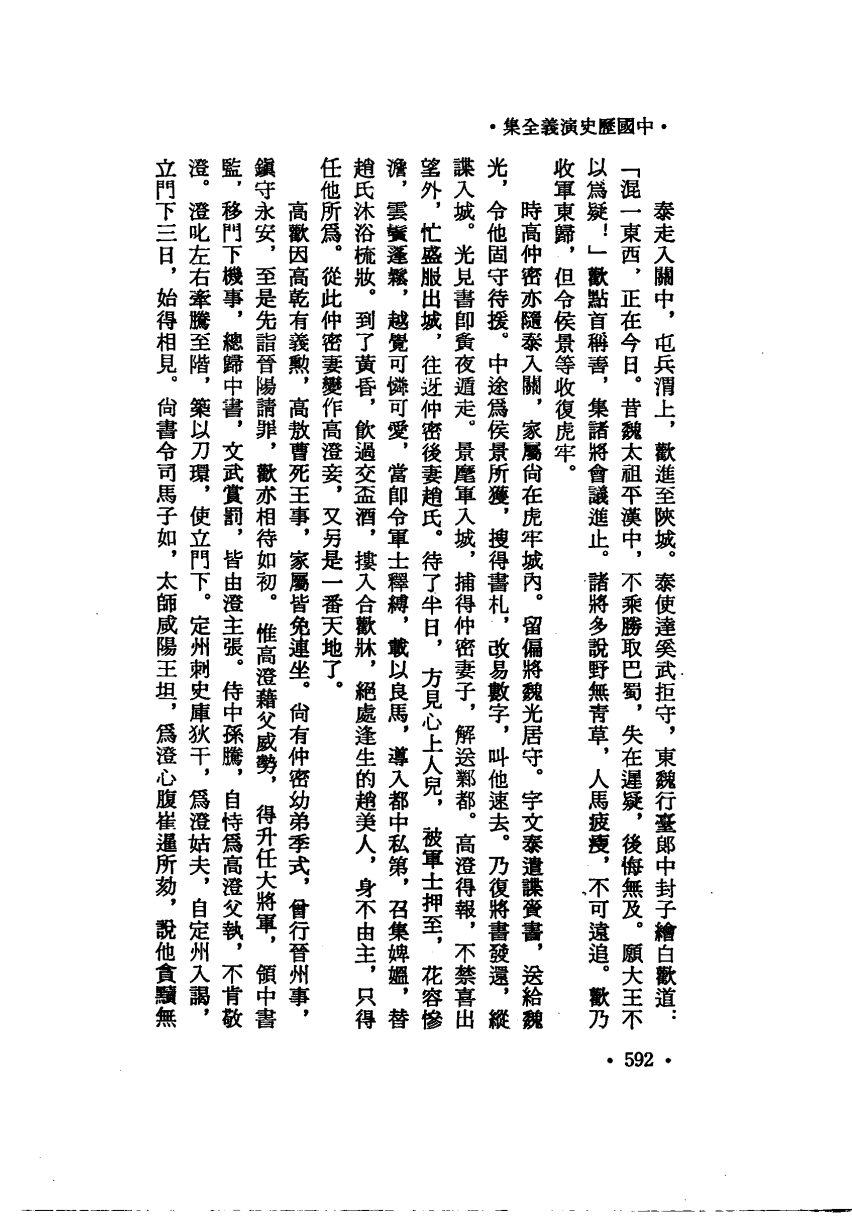 •中國歷史演義全集•
泰走入關中，屯兵渭上，歡進至陝城。泰使達奚武拒守，東魏行臺郎中封子繪白歡道：
「混一東西，正在今日。昔魏太祖平漢中，不乘勝取巴蜀，失在遲疑，後悔無及。願大王不
以爲疑！」歡點首稱善，集諸將會議進止。諸將多說野無靑草，人馬疲瘦，不可遠追。歡乃
收軍東歸，但令侯景等收復虎牢。
時高仲密亦隨泰入關，家屬尙在虎牢城內。留偏將魏光居守。宇文泰遣諜賫書，送給魏
光，令他固守待援。中途爲侯景所獲，搜得書札，改易數字，叫他速去。乃復將書發還，縱
諜入城。光見書卽夤夜遁走。景麾軍入城，捕得仲密妻子，解送鄴都。高澄得報，不禁喜出
望外，忙盛服出城，往迓仲密後妻趙氏。待了半日，方見心上人兒，被軍士押至，花容慘
澹，雲鬢蓬鬆，越覺可憐可愛，當卽令軍士釋縛，載以良馬，導入都中私第，召集婢媼，替
趙氏沐浴梳妝。到了黃昏，飮過交盃酒，摟入合歡牀，絕處逢生的趙美人，身不由主，只得
任他所爲。從此仲密妻變作高澄妾，又另是一番天地了。
高歡因高乾有義勳，高敖曹死王事，家屬皆免連坐。尙有仲密幼弟季式，曾行晉州事，
鎭守永安，至是先詣晉陽請罪，歡亦相待如初。惟高澄藉父威勢，得升任大將軍，領中書
監，移門下機事，總歸中書，文武賞罰，皆由澄主張。侍中孫騰，自恃爲高澄父執，不肯敬
澄。澄叱左右牽騰至階，築以刀環，使立門下。定州刺史庫狄干，爲澄姑夫，自定州入謁，
立門下三日，始得相見。尙書令司馬子如，太師咸陽王坦，爲澄心腹崔暹所劾，說他貪黷無
•592•